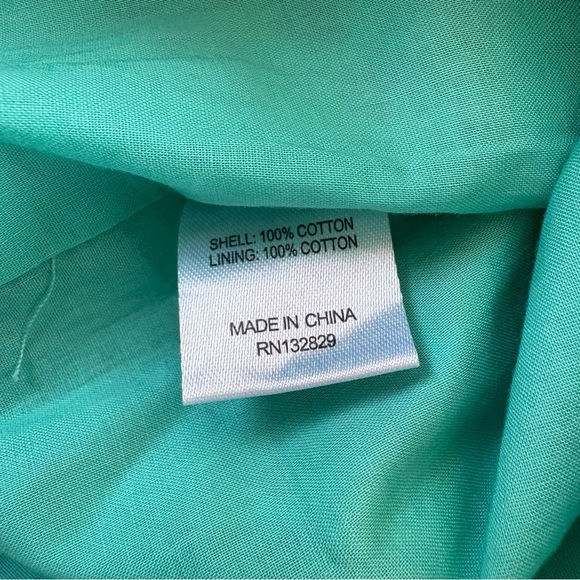 SHELL: 100% COTTON
LINING: 100% COTTON
MADE IN CHINA
RN132829